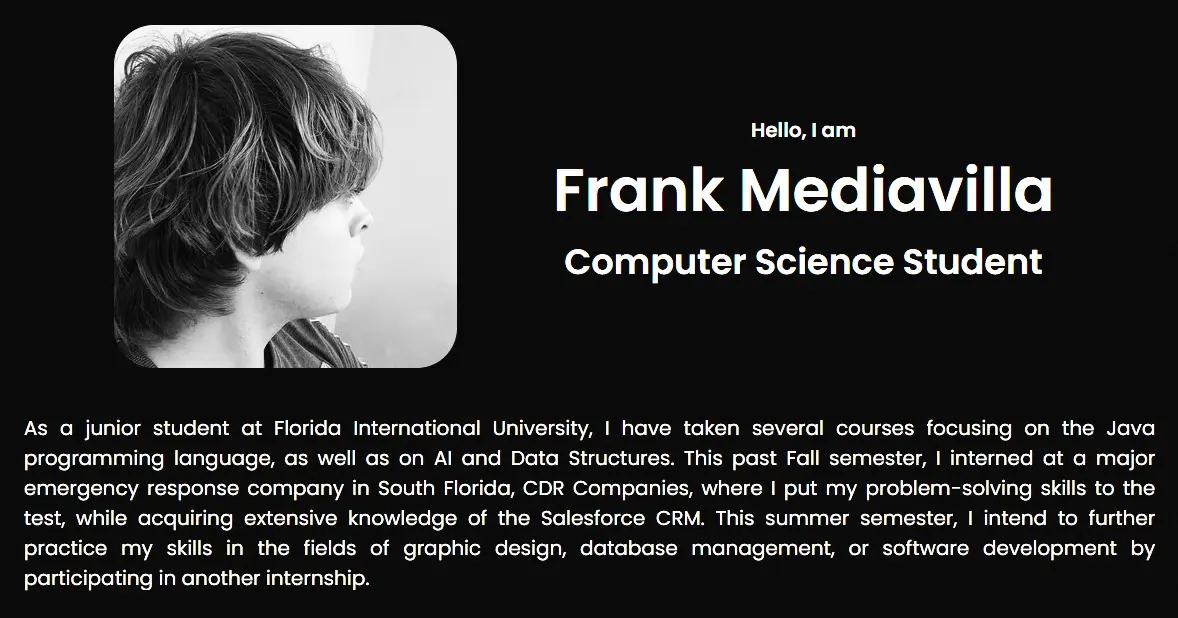 Hello, I am
Frank Mediavilla
Computer Science Student
As a junior student at Florida International University, I have taken several courses focusing on the Java
programming language, as well as on AI and Data Structures. This past Fall semester, I interned at a major
emergency response company in South Florida, CDR Companies, where I put my problem-solving skills to the
test, while acquiring extensive knowledge of the Salesforce CRM. This summer semester, I intend to further
practice my skills in the fields of graphic design, database management, or software development by
participating in another internship.